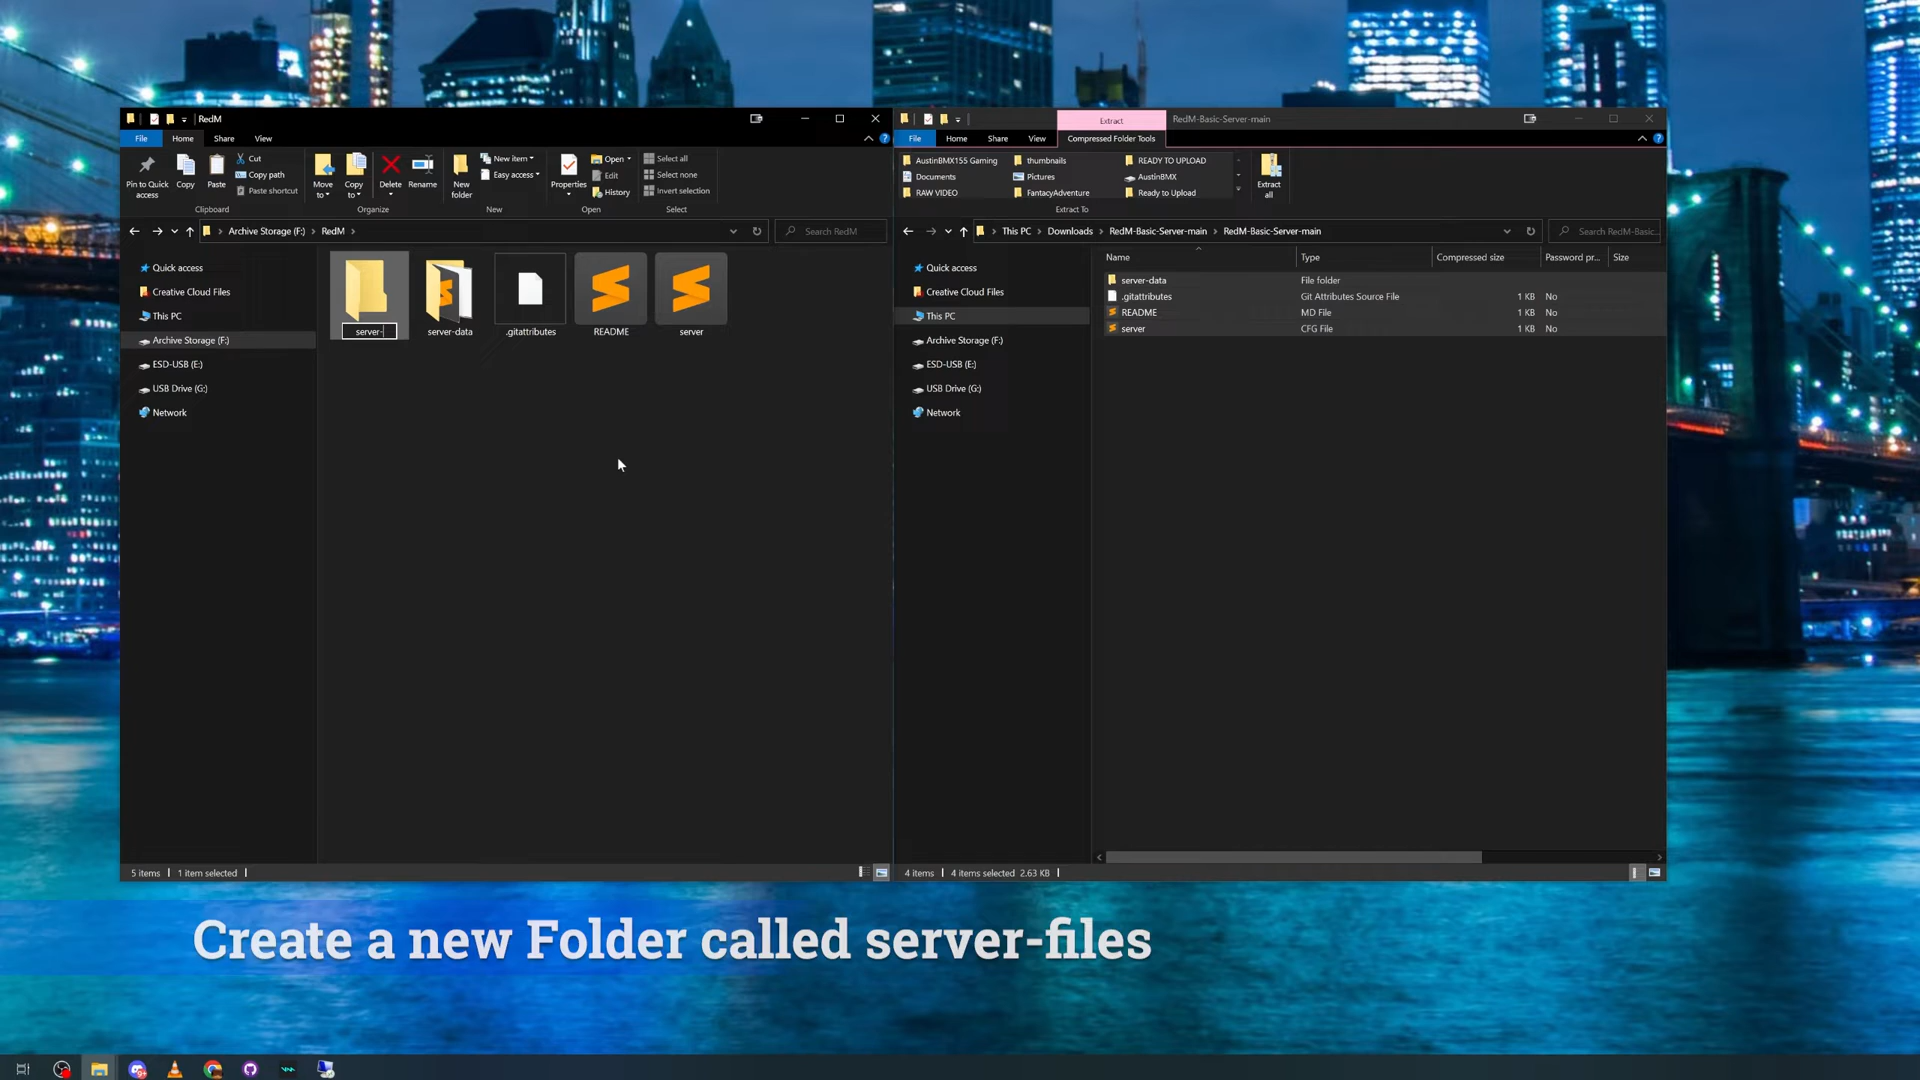 RedM
File Home Share View
Pin to Quick access
Copy
Paste
Cut
Copy path
Paste shortcut
Clipboard
Move to
Copy to
Delete
Rename
Organize
New folder
New item
Easy access
New
Properties
Open
Edit
History
Open
Select all
Select none
Invert selection
Select
Archive Storage (F:) RedM
Search RedM
Quick access
Creative Cloud Files
This PC
Archive Storage (F:)
ESD-USB (E:)
USB Drive (G:)
Network
server-
server-data
.gitattributes
README
server
5 items 1 item selected
Extract
RedM-Basic-Server-main
File Home Share View Compressed Folder Tools
AustinBMX155 Gaming thumbnails READY TO UPLOAD
Documents Pictures AustinBMX
RAW VIDEO FantacyAdventure Ready to Upload
Extract To
Extract all
This PC Downloads RedM-Basic-Server-main RedM-Basic-Server-main
Search RedM-Basic...
Quick access
Creative Cloud Files
This PC
Archive Storage (F:)
ESD-USB (E:)
USB Drive (G:)
Network
Name Type Compressed size Password pr... Size
server-data File folder
.gitattributes Git Attributes Source File 1 KB No
README MD File 1 KB No
server CFG File 1 KB No
4 items 4 items selected 2.63 KB
Create a new Folder called server-files